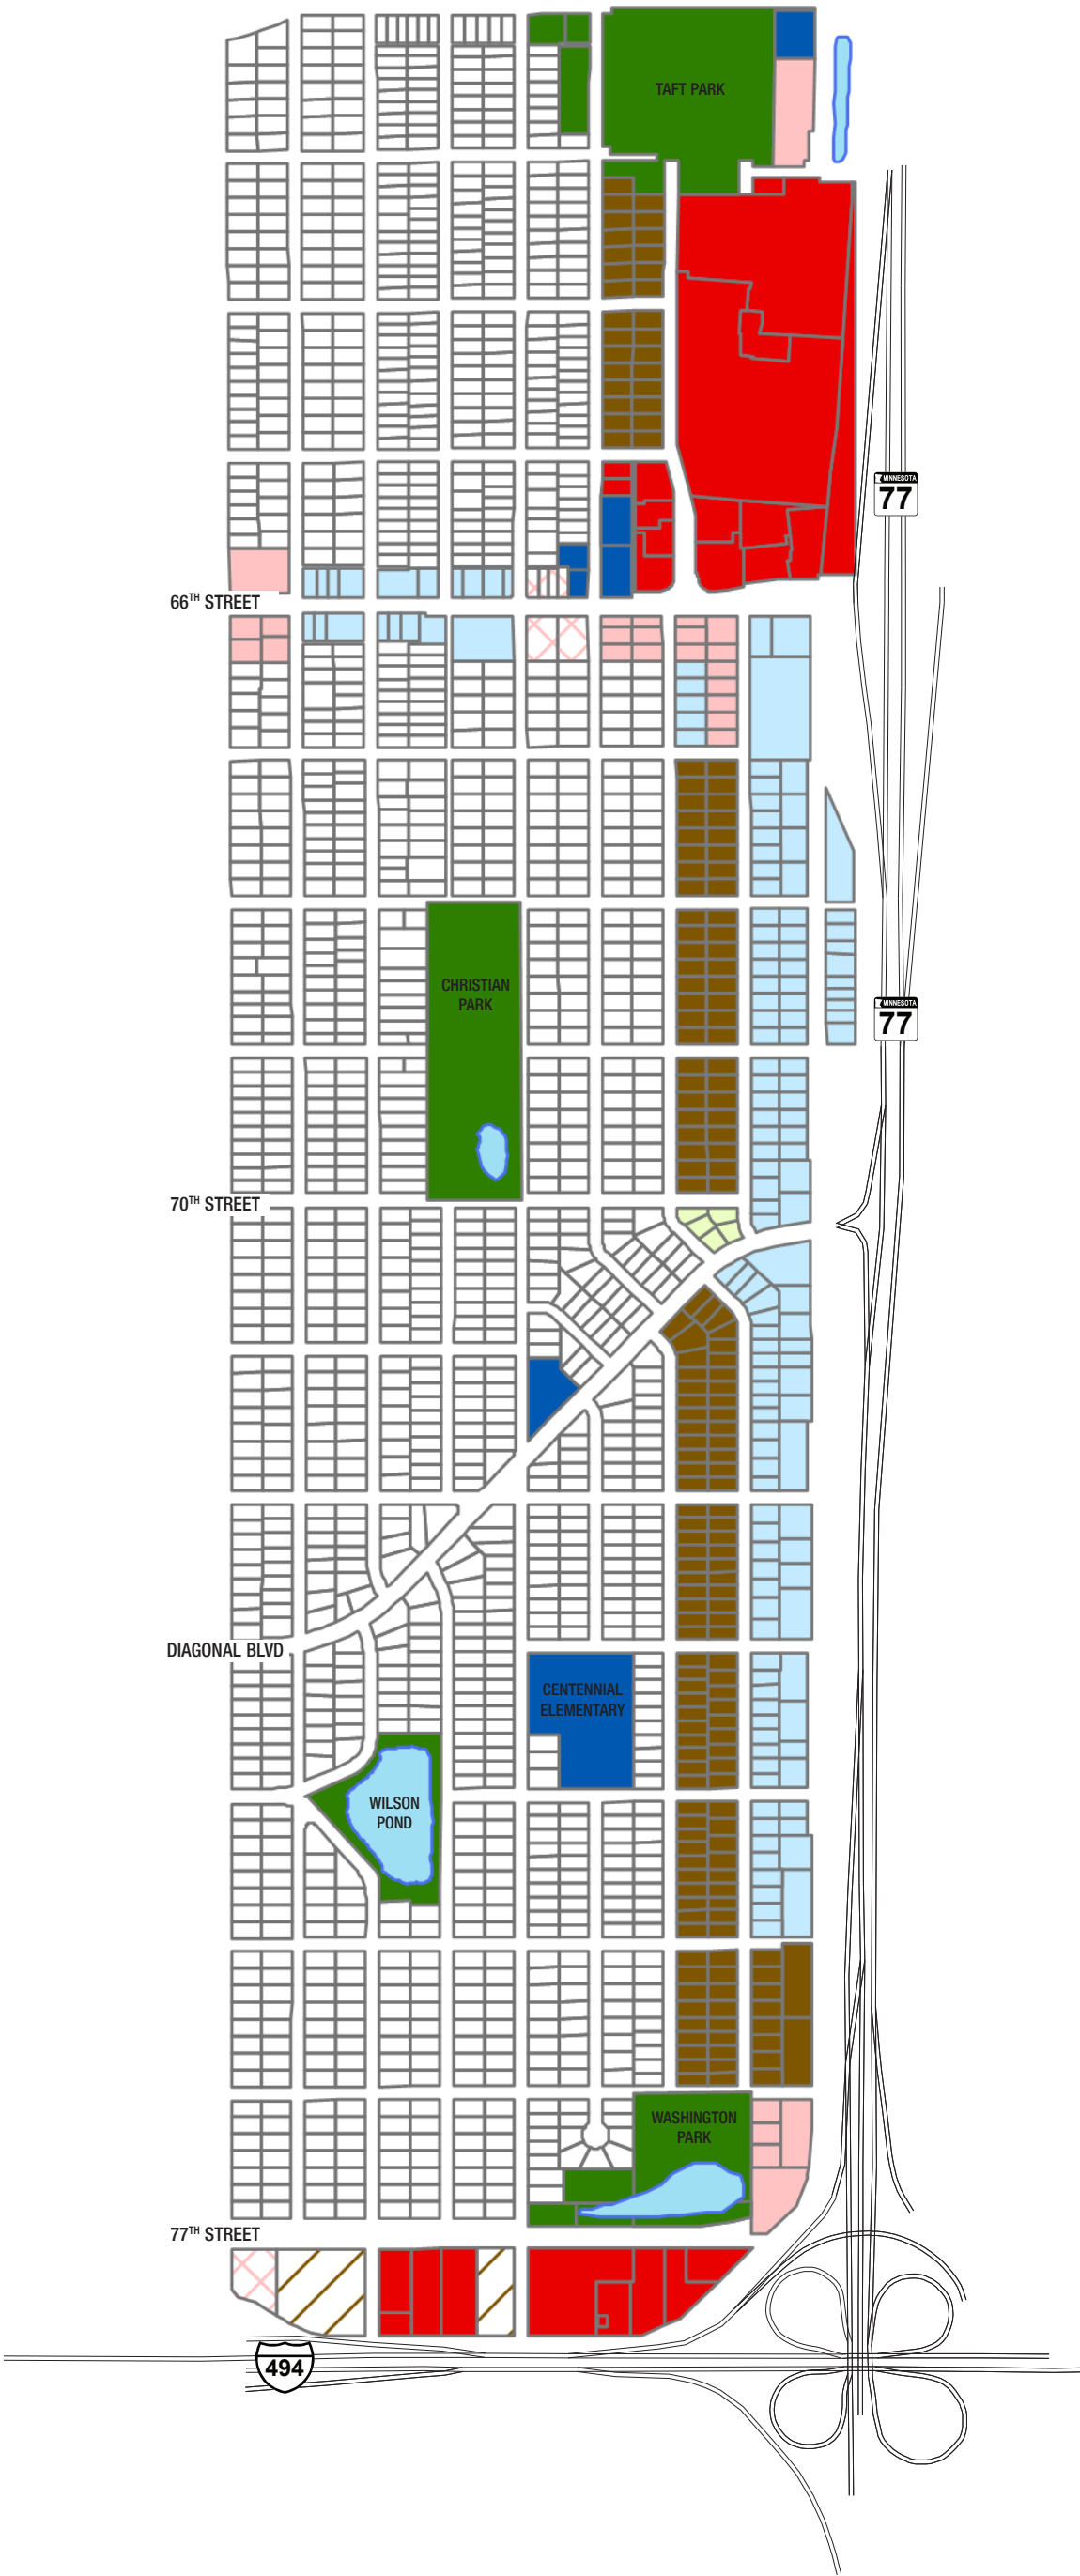 TAFT PARK
MINNESOTA
77
66TH STREET
CHRISTIAN
PARK
MINNESOTA
77
70TH STREET
DIAGONAL BLVD
CENTENNIAL
ELEMENTARY
WILSON
POND
WASHINGTON
PARK
77TH STREET
494